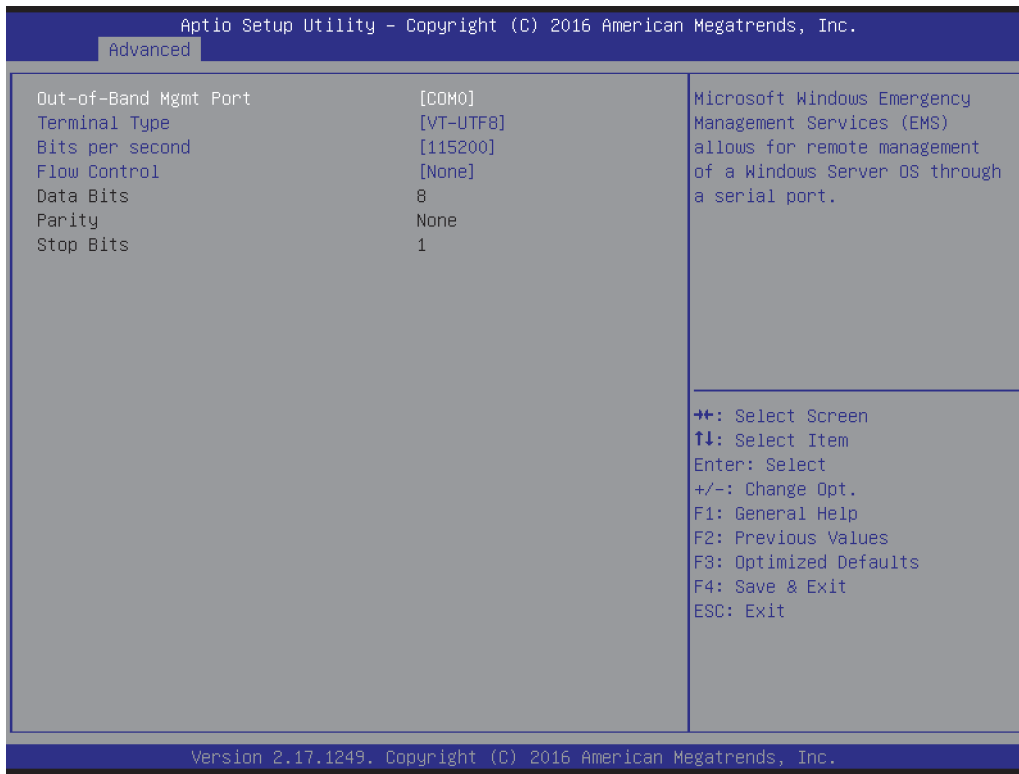 Aptio Setup Utility – Copyright (C) 2016 American Megatrends, Inc.
Advanced
Out-of-Band Mgmt Port [COM0]
Terminal Type [VT-UTF8]
Bits per second [115200]
Flow Control [None]
Data Bits 8
Parity None
Stop Bits 1
Microsoft Windows Emergency
Management Services (EMS)
allows for remote management
of a Windows Server OS through
a serial port.
→←: Select Screen
↑↓: Select Item
Enter: Select
+/-: Change Opt.
F1: General Help
F2: Previous Values
F3: Optimized Defaults
F4: Save & Exit
ESC: Exit
Version 2.17.1249. Copyright (C) 2016 American Megatrends, Inc.